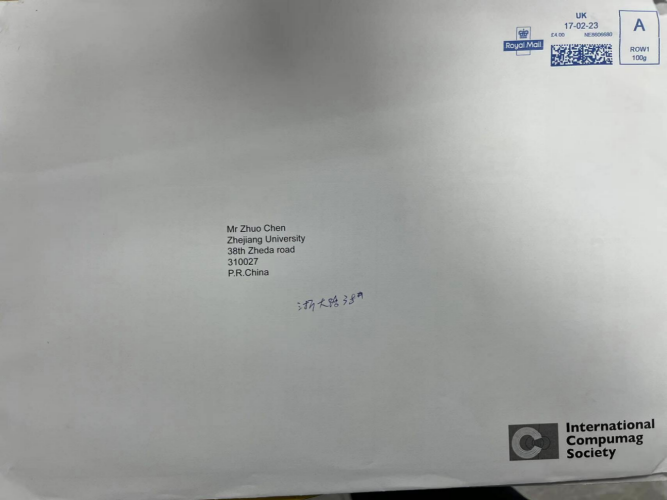 UK
17-02-23
£4.00 NE8606680
Royal Mail
A
ROW1
100g
Mr Zhuo Chen
Zhejiang University
38th Zheda road
310027
P.R.China
浙大路38#
International
Compumag
Society